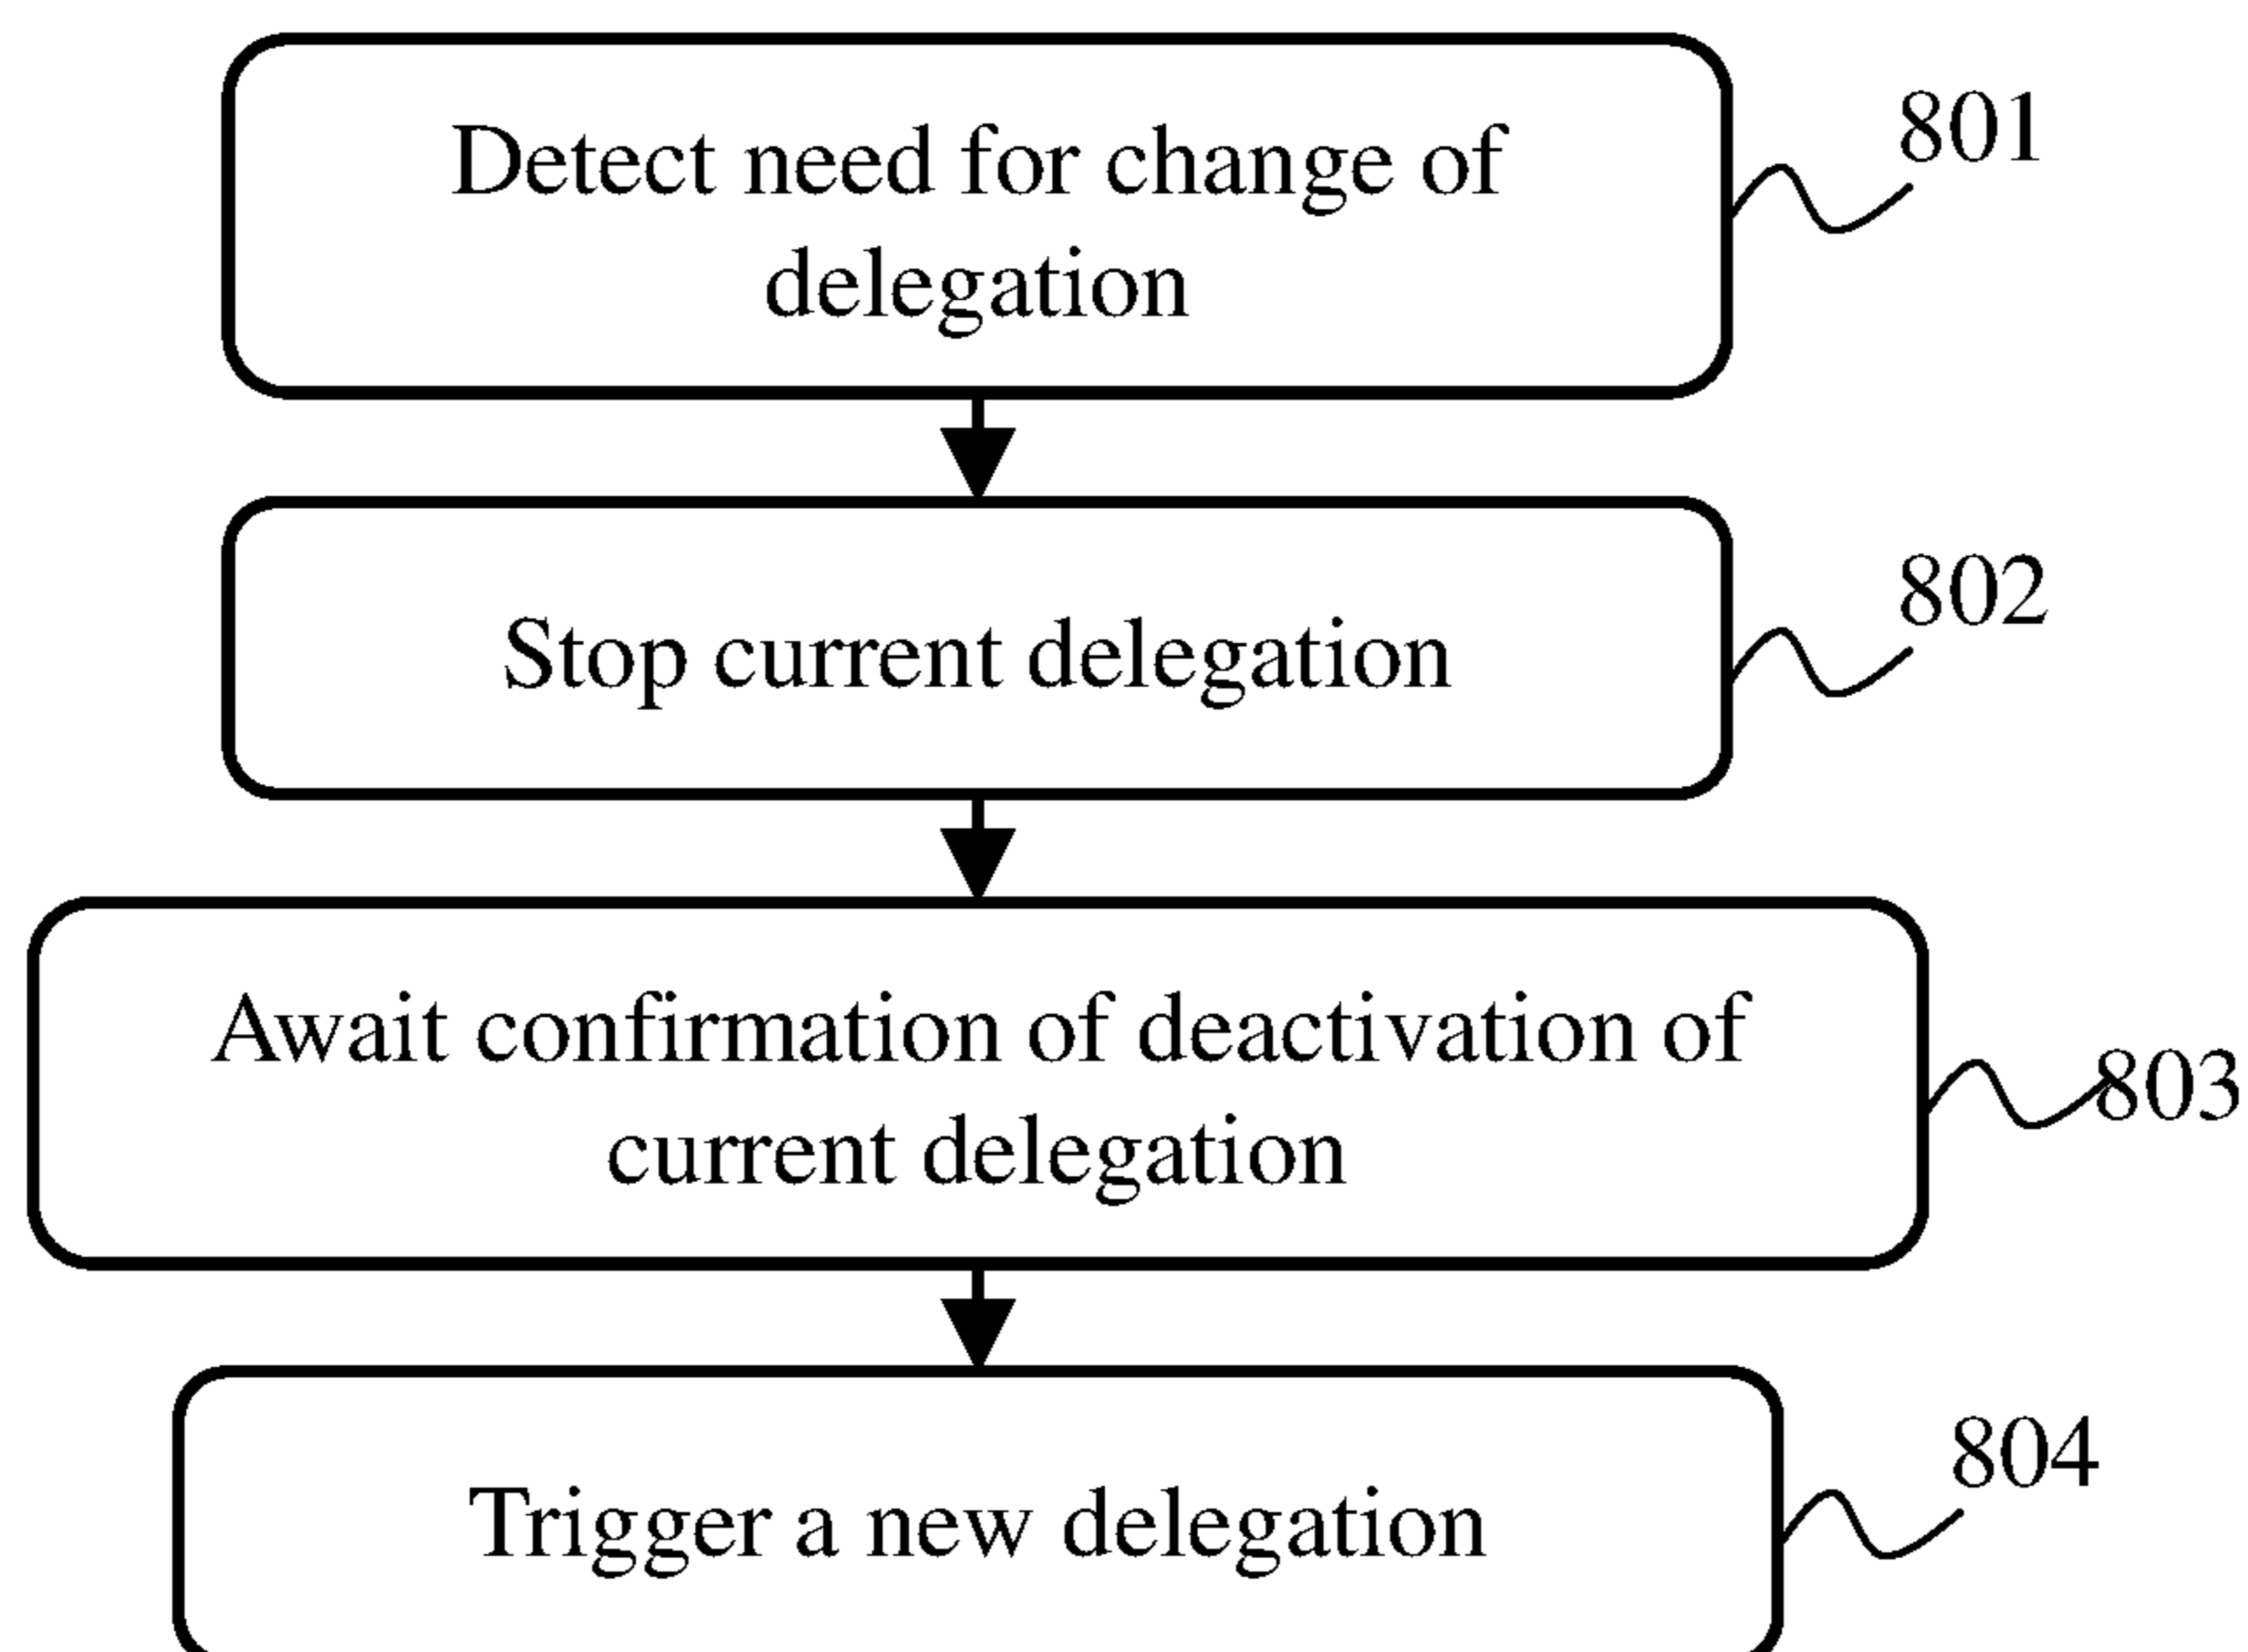 Detect need for change of
delegation
801
Stop current delegation
802
Await confirmation of deactivation of
current delegation
803
Trigger a new delegation
804